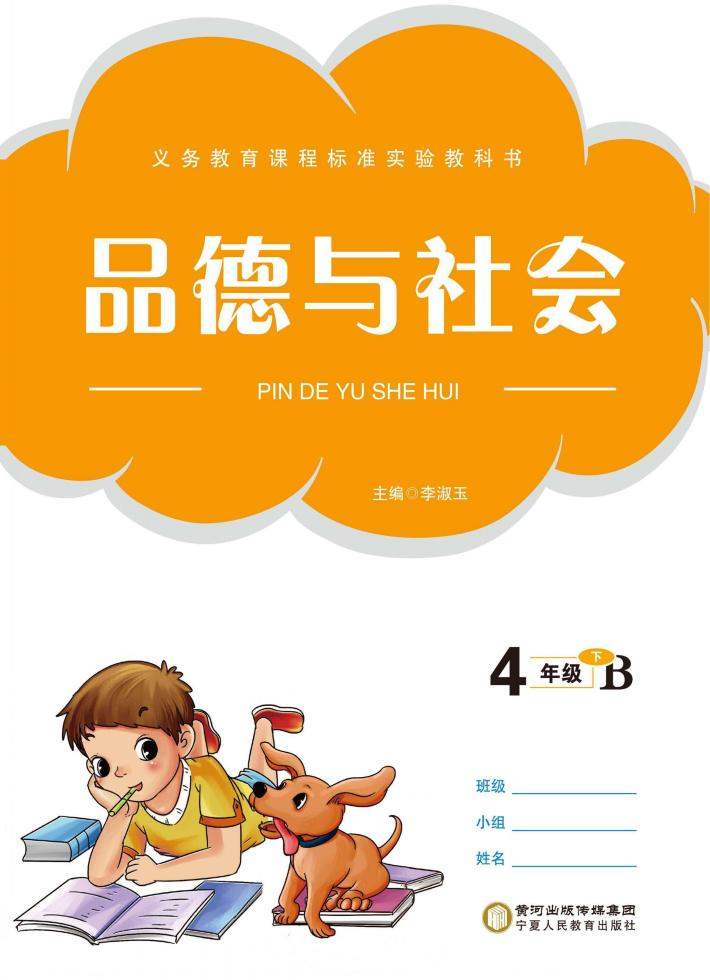 义务教育课程标准实验教科书
品德与社会
PIN DE YU SHE HUI
主编◎李淑玉
4年级 下 B
班级
小组
姓名
黄河出版传媒集团
宁夏人民教育出版社